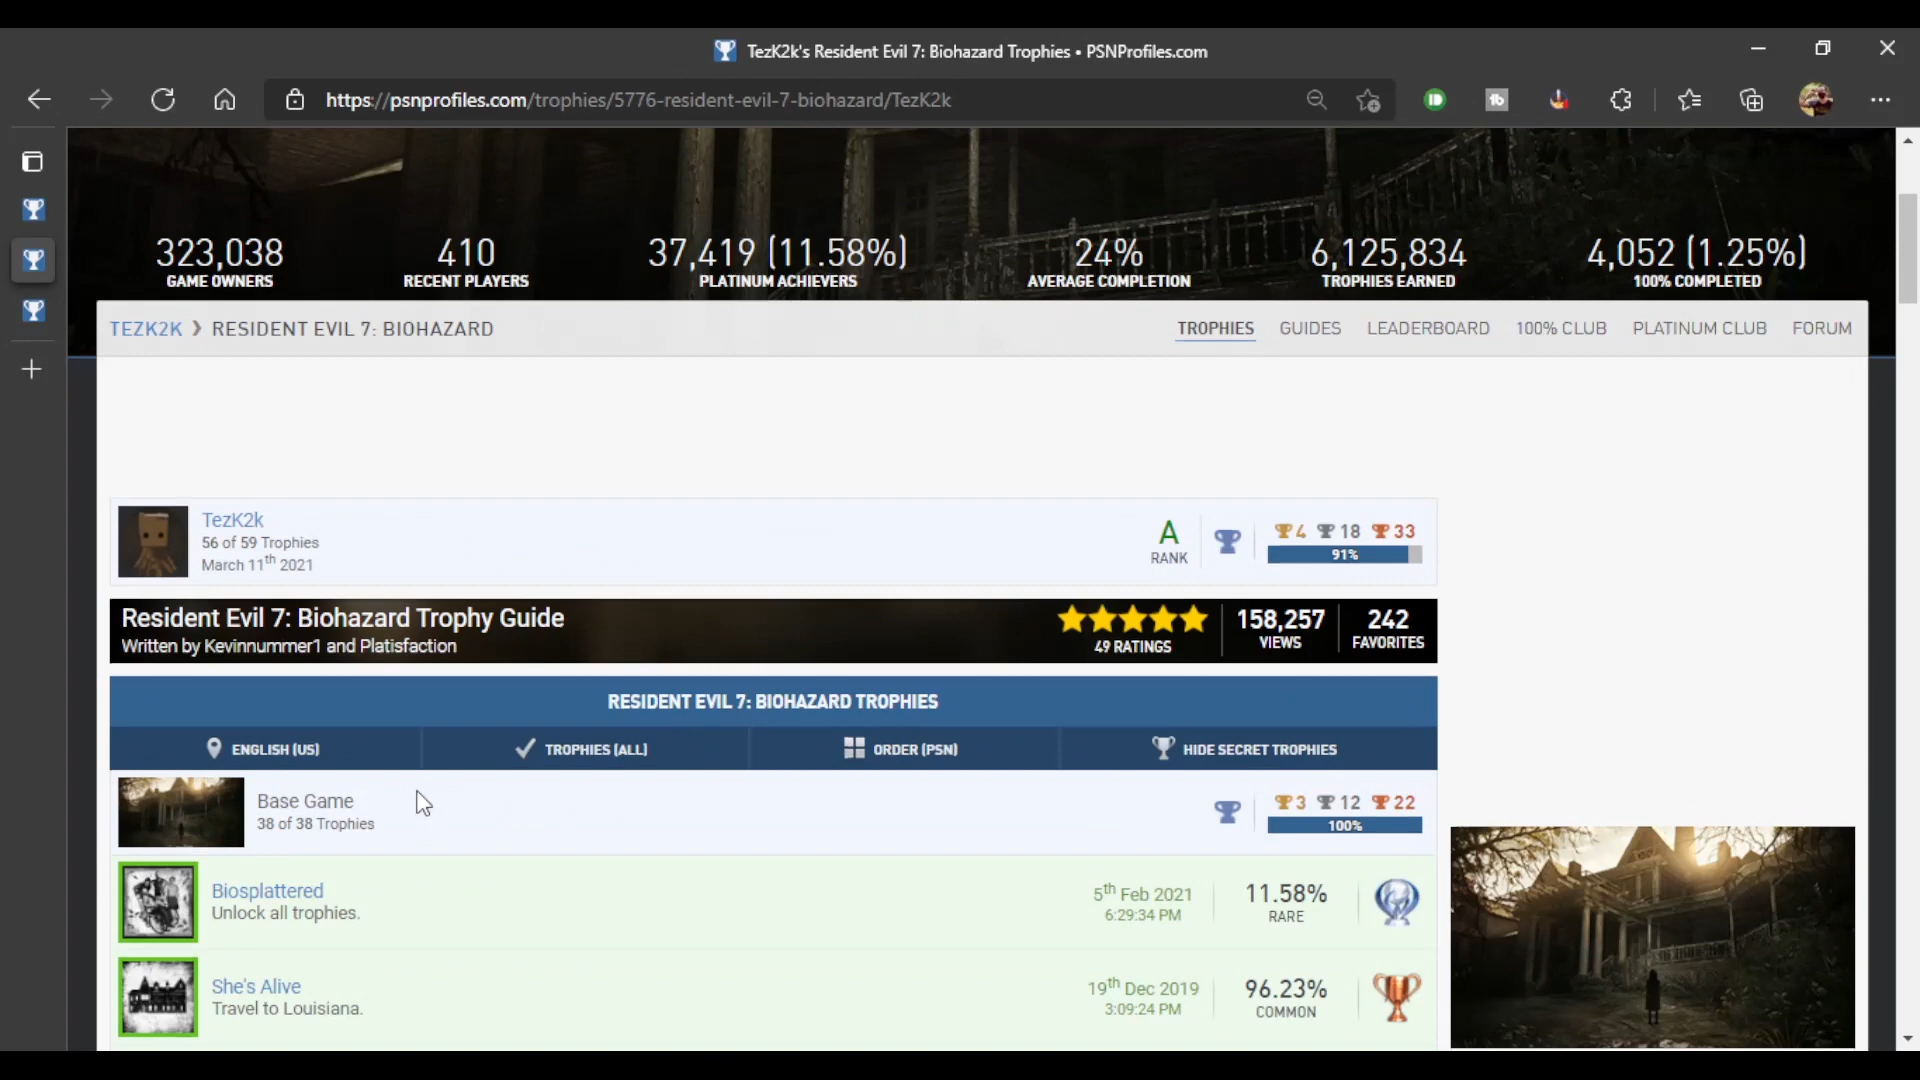 TezK2k's Resident Evil 7: Biohazard Trophies • PSNProfiles.com
https://psnprofiles.com/trophies/5776-resident-evil-7-biohazard/TezK2k
323,038
GAME OWNERS
410
RECENT PLAYERS
37,419 (11.58%)
PLATINUM ACHIEVERS
24%
AVERAGE COMPLETION
6,125,834
TROPHIES EARNED
4,052 (1.25%)
100% COMPLETED
TEZK2K > RESIDENT EVIL 7: BIOHAZARD
TROPHIES GUIDES LEADERBOARD 100% CLUB PLATINUM CLUB FORUM
TezK2k
56 of 59 Trophies
March 11th 2021
A
RANK
4 18 33
91%
Resident Evil 7: Biohazard Trophy Guide
Written by Kevinnummer1 and Platisfaction
49 RATINGS
158,257
VIEWS
242
FAVORITES
RESIDENT EVIL 7: BIOHAZARD TROPHIES
ENGLISH (US) TROPHIES (ALL) ORDER (PSN) HIDE SECRET TROPHIES
Base Game
38 of 38 Trophies
3 12 22
100%
Biosplattered
Unlock all trophies.
5th Feb 2021
6:29:34 PM
11.58%
RARE
She's Alive
Travel to Louisiana.
19th Dec 2019
3:09:24 PM
96.23%
COMMON